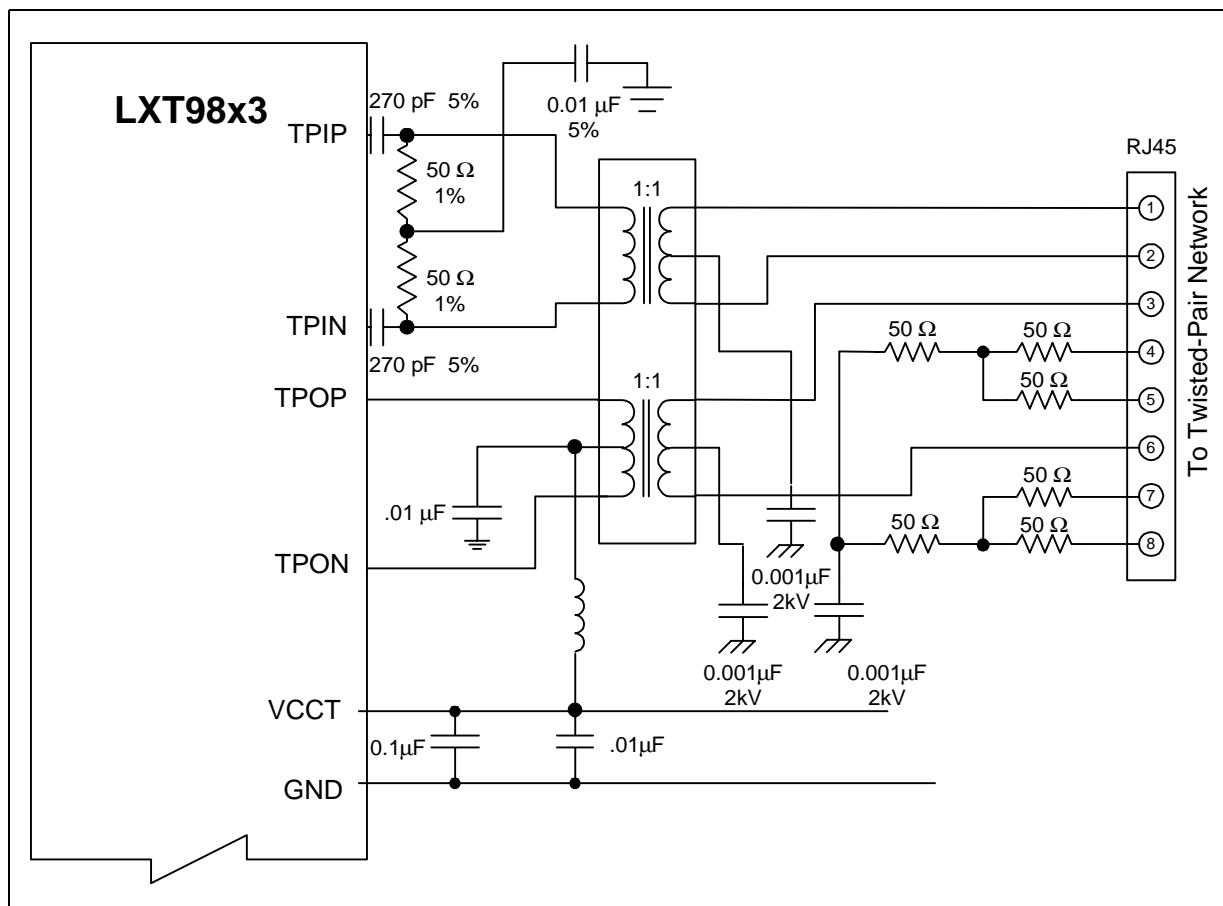 LXT98x3
270 pF 5%
TPIP
50 Ω
1%
50 Ω
1%
TPIN
270 pF 5%
0.01 µF
5%
1:1
1:1
RJ45
1
2
3
4
5
6
7
8
To Twisted-Pair Network
50 Ω
50 Ω
50 Ω
50 Ω
50 Ω
50 Ω
TPOP
.01 µF
TPON
0.001µF
2kV
0.001µF
2kV
0.001µF
2kV
VCCT
0.1µF
.01µF
GND